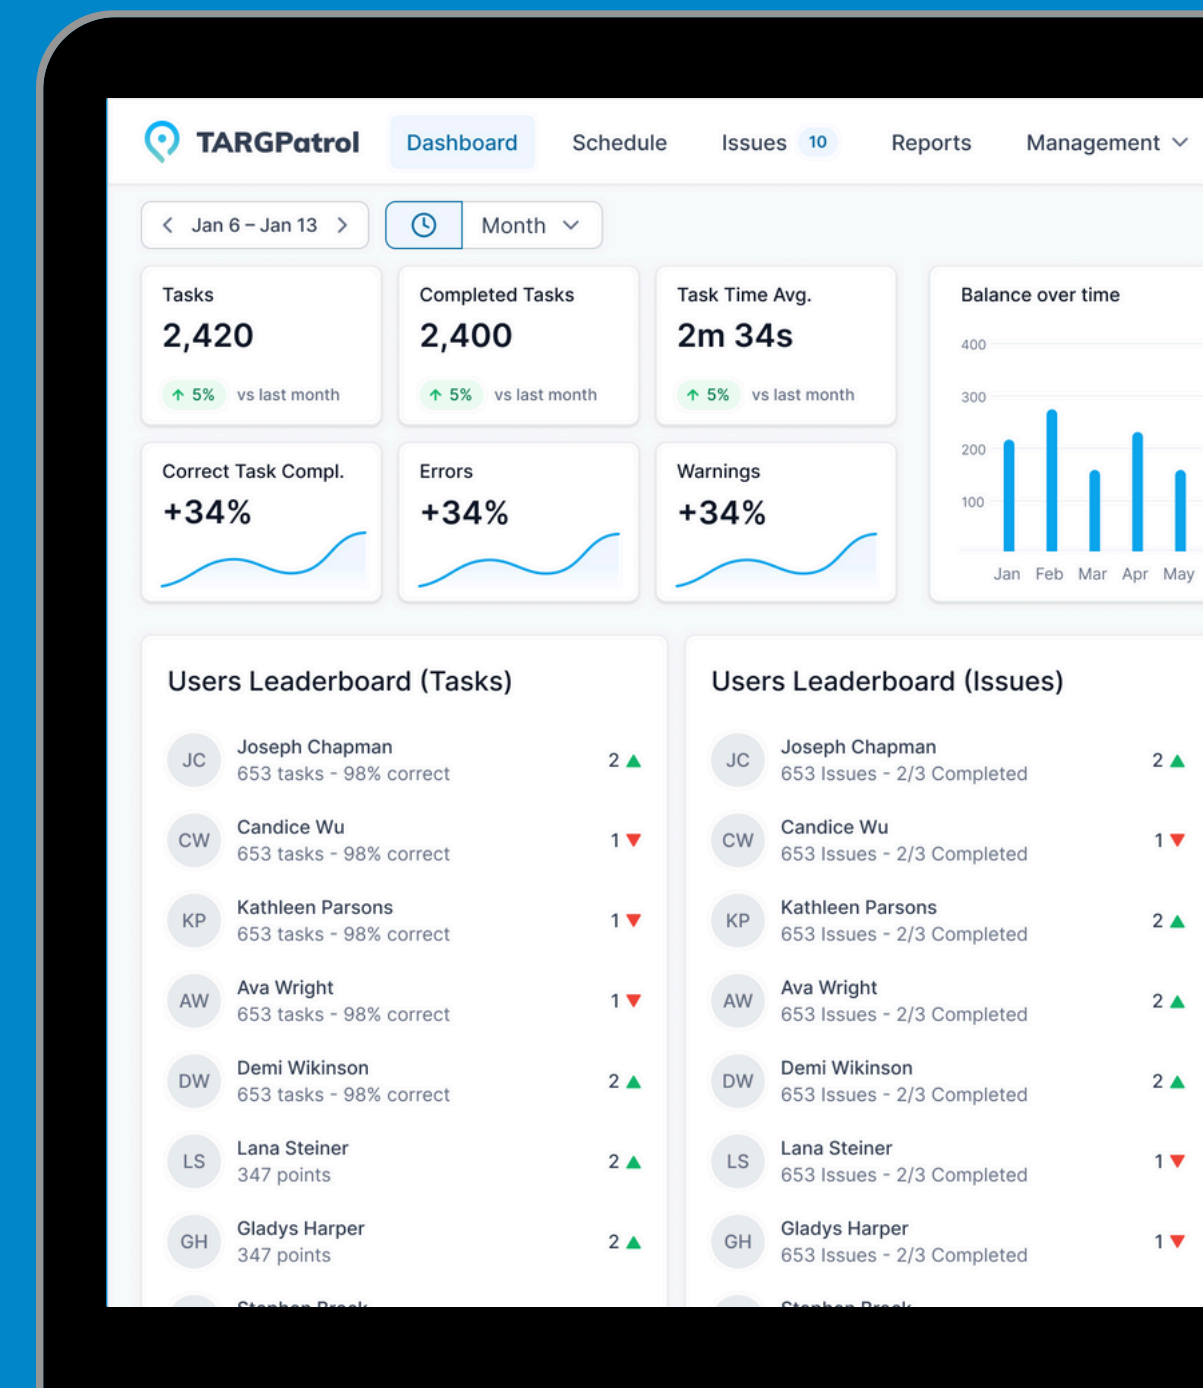 TARGPatrol
Dashboard
Schedule
Issues 10
Reports
Management
Jan 6 – Jan 13
Month
Tasks
2,420
5% vs last month
Completed Tasks
2,400
5% vs last month
Task Time Avg.
2m 34s
5% vs last month
Correct Task Compl.
+34%
Errors
+34%
Warnings
+34%
Balance over time
400
300
200
100
Jan Feb Mar Apr May
Users Leaderboard (Tasks)
JC Joseph Chapman 2
653 tasks - 98% correct
CW Candice Wu 1
653 tasks - 98% correct
KP Kathleen Parsons 1
653 tasks - 98% correct
AW Ava Wright 1
653 tasks - 98% correct
DW Demi Wikinson 2
653 tasks - 98% correct
LS Lana Steiner 2
347 points
GH Gladys Harper 2
347 points
Users Leaderboard (Issues)
JC Joseph Chapman 2
653 Issues - 2/3 Completed
CW Candice Wu 1
653 Issues - 2/3 Completed
KP Kathleen Parsons 2
653 Issues - 2/3 Completed
AW Ava Wright 2
653 Issues - 2/3 Completed
DW Demi Wikinson 2
653 Issues - 2/3 Completed
LS Lana Steiner 1
653 Issues - 2/3 Completed
GH Gladys Harper 1
653 Issues - 2/3 Completed